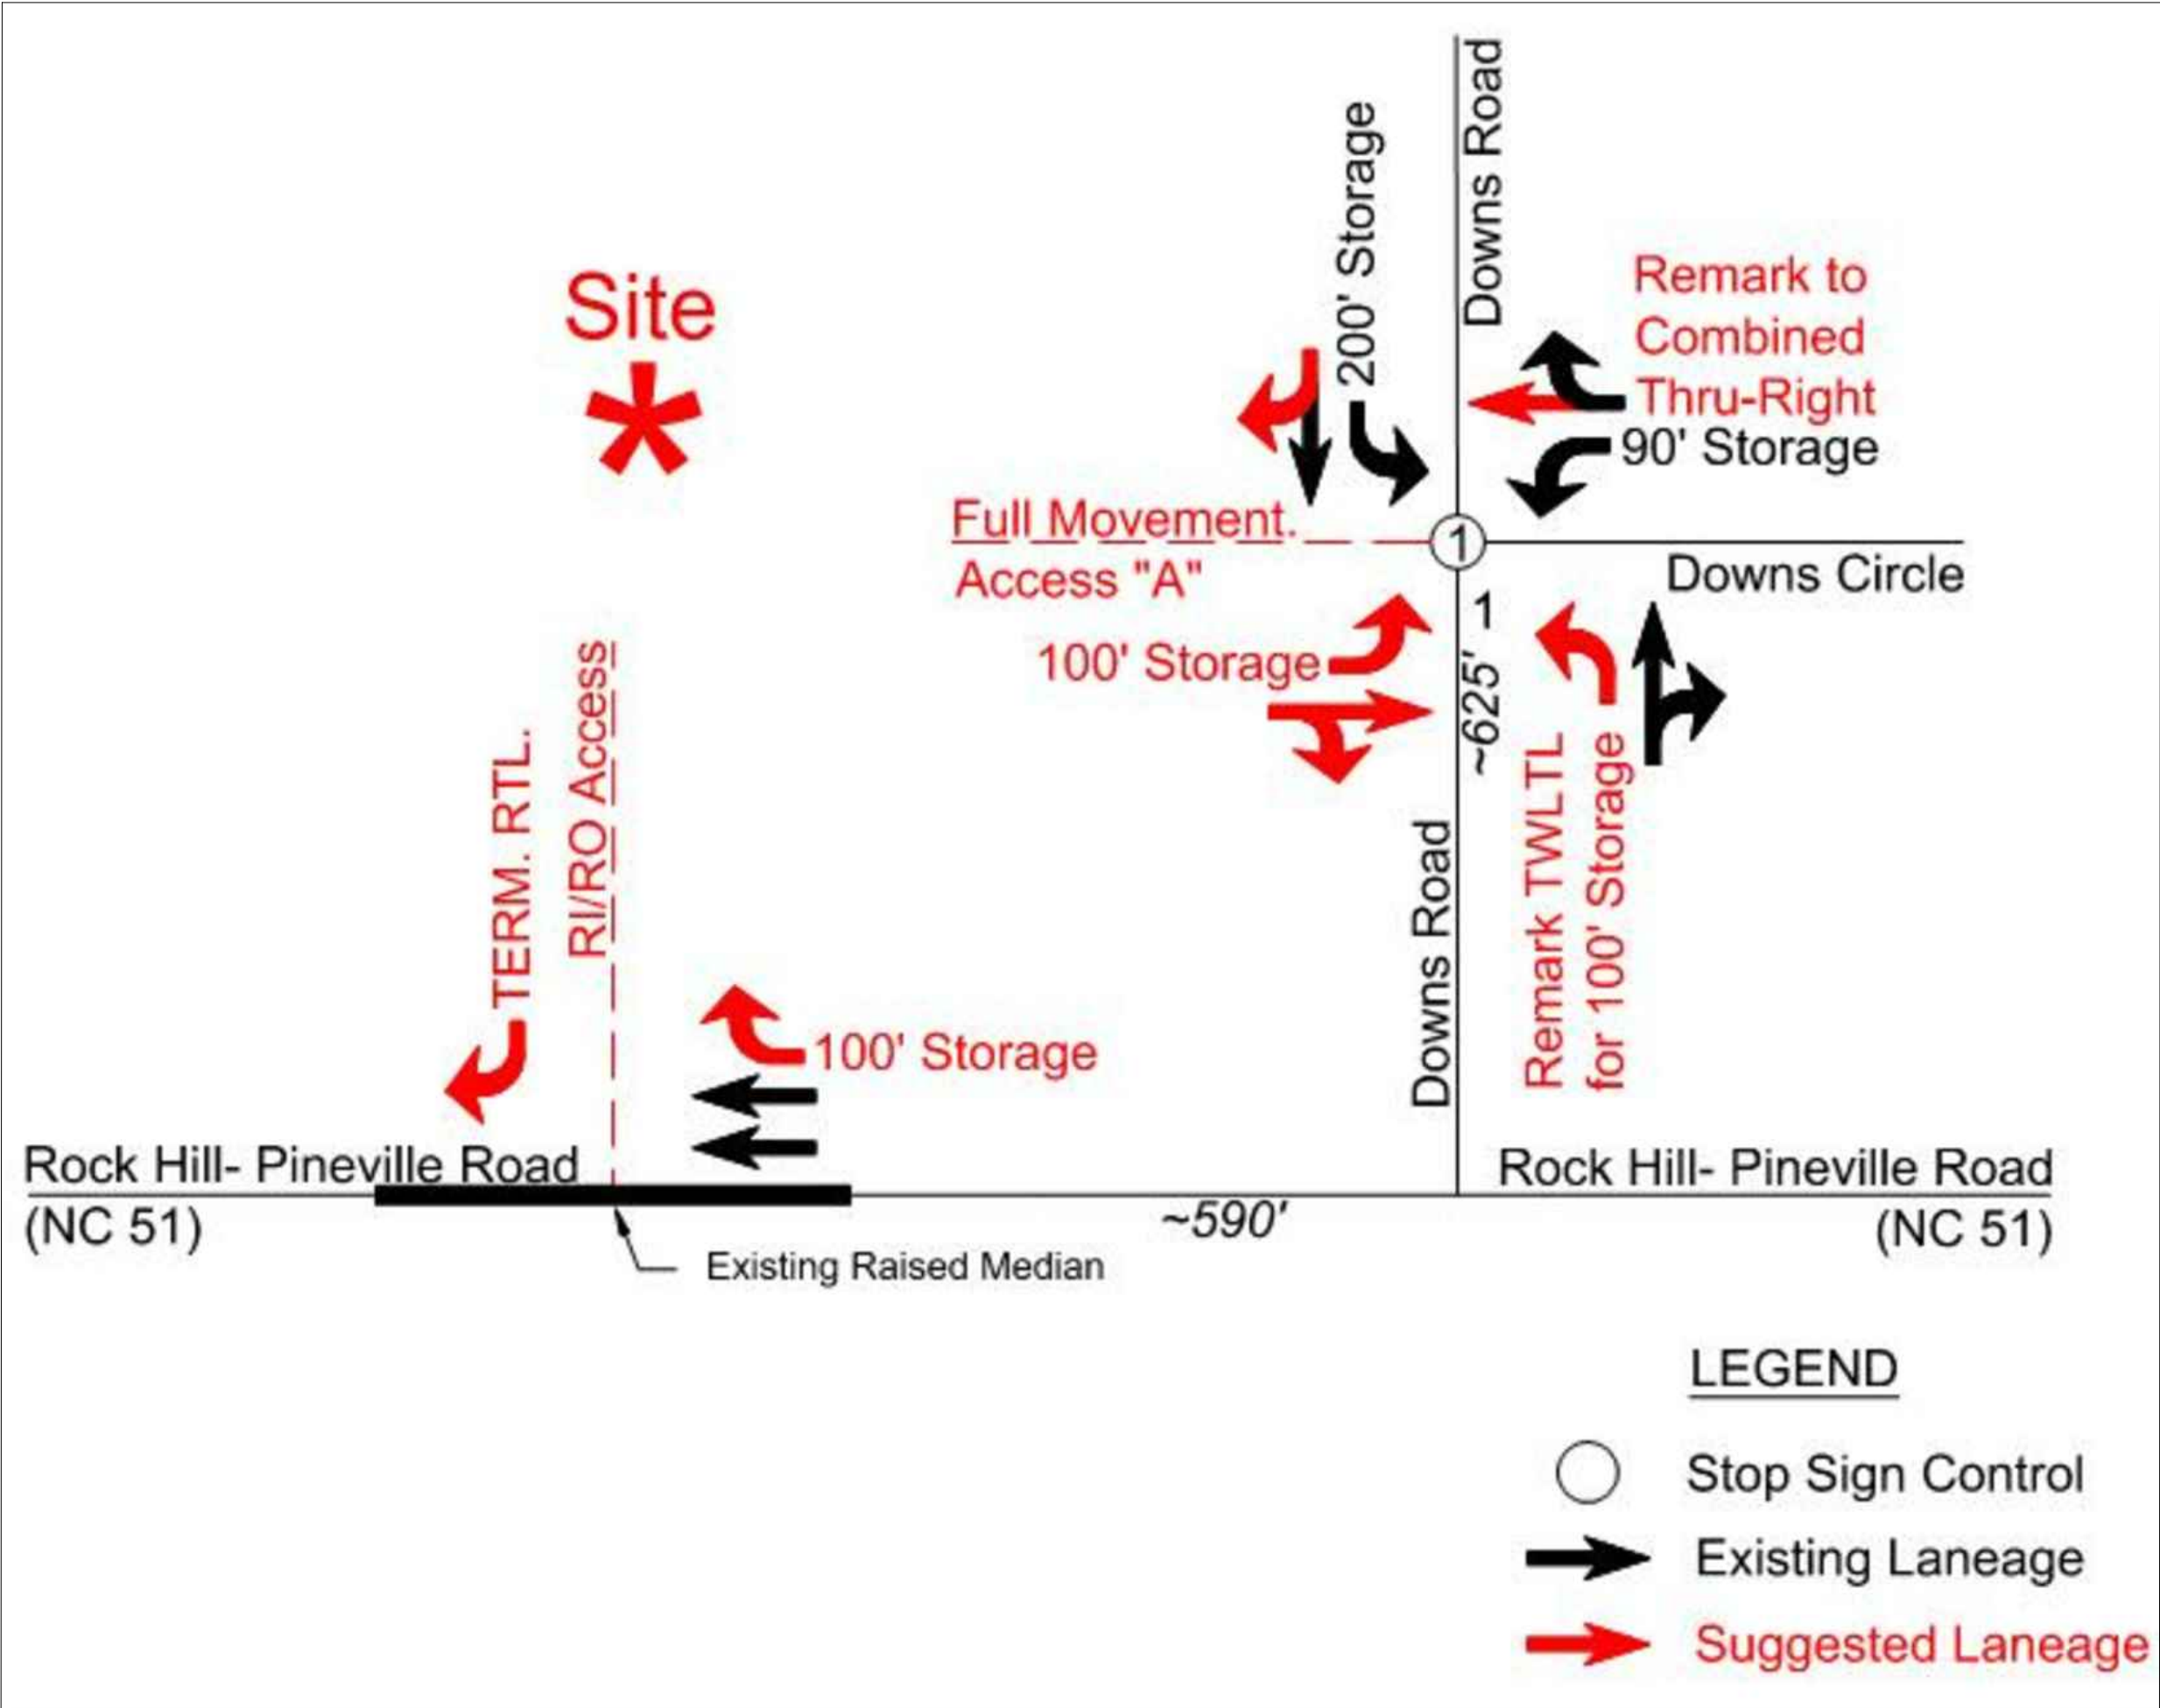 Downs Road
200' Storage
Site
*
Remark to
Combined
Thru-Right
90' Storage
Full Movement.
Access "A"
1
Downs Circle
1
~625'
100' Storage
Remark TWLTL
for 100' Storage
Downs Road
TERM. RTL.
RI/RO Access
100' Storage
Rock Hill- Pineville Road
(NC 51)
~590'
Rock Hill- Pineville Road
(NC 51)
Existing Raised Median
LEGEND
Stop Sign Control
Existing Laneage
Suggested Laneage